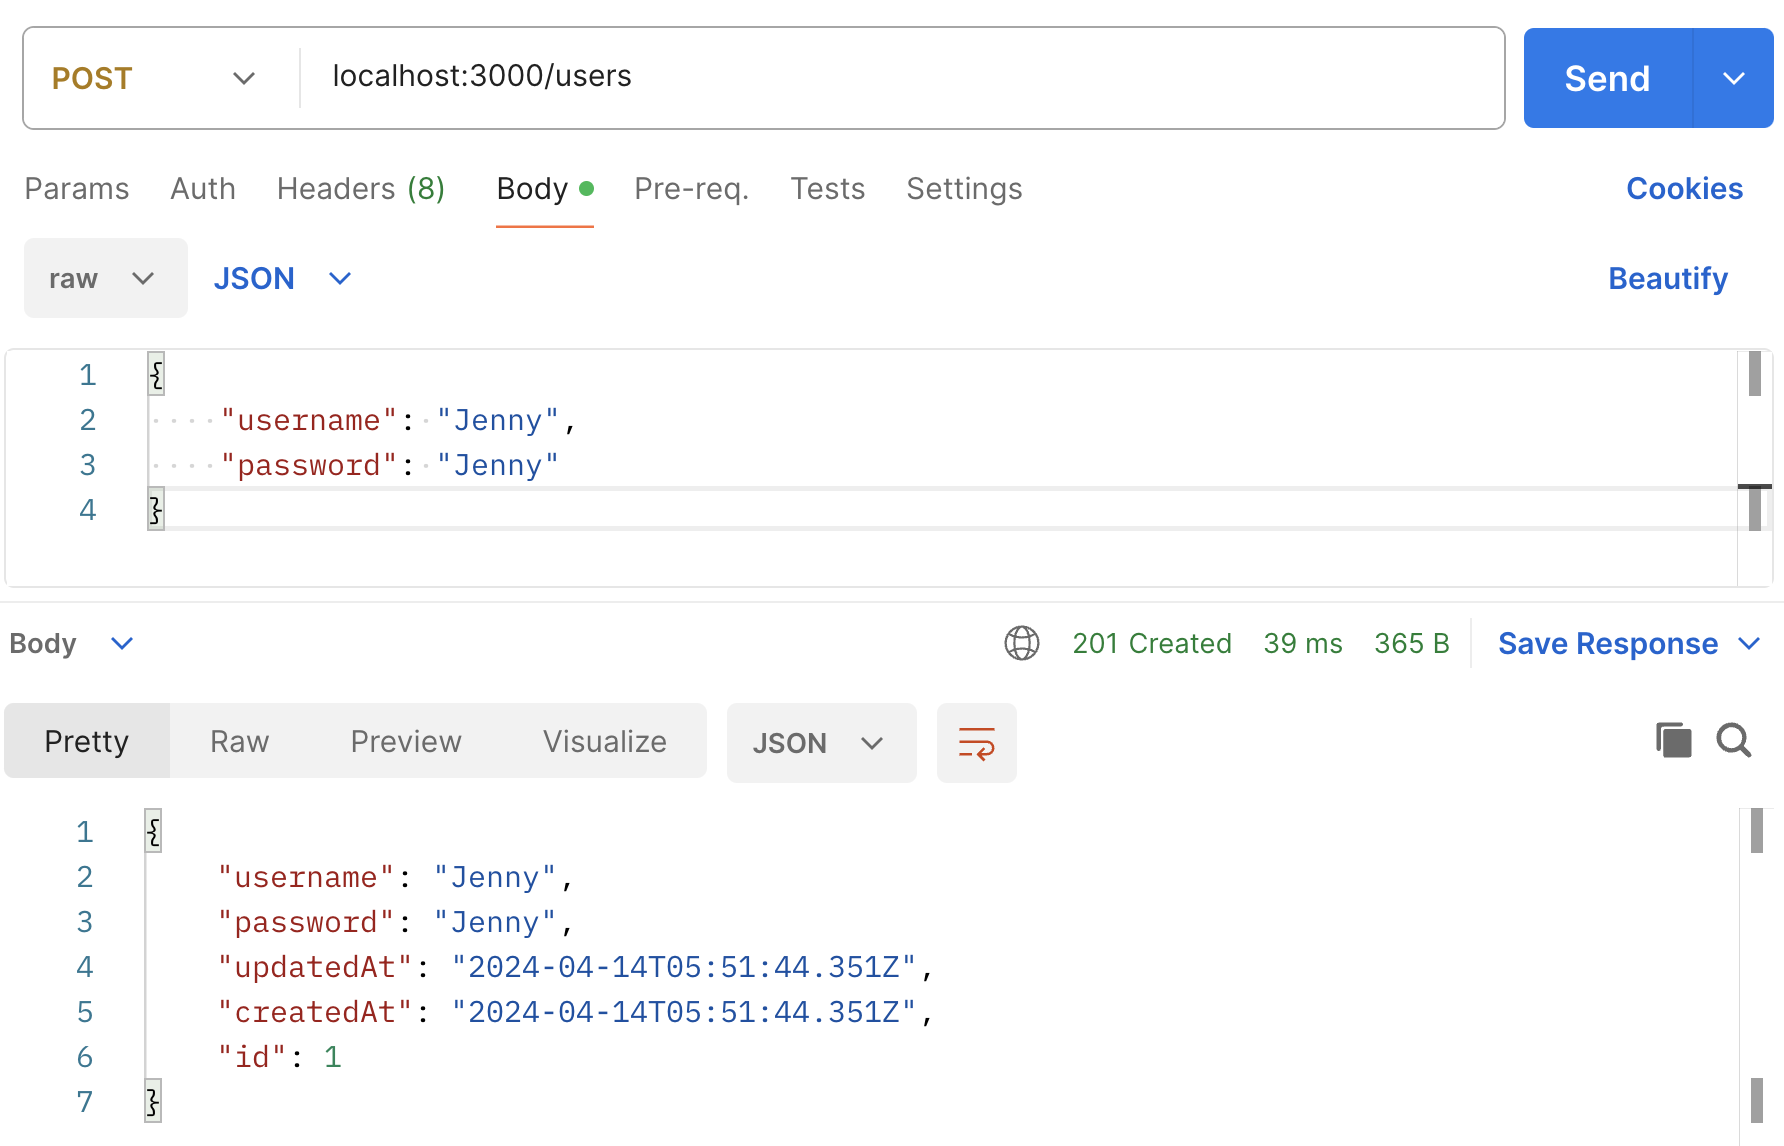 POST localhost:3000/users Send
Params Auth Headers (8) Body Pre-req. Tests Settings Cookies
raw JSON Beautify
1 {
2 "username": "Jenny",
3 "password": "Jenny"
4 }
Body 201 Created 39 ms 365 B Save Response
Pretty Raw Preview Visualize JSON
1 {
2 "username": "Jenny",
3 "password": "Jenny",
4 "updatedAt": "2024-04-14T05:51:44.351Z",
5 "createdAt": "2024-04-14T05:51:44.351Z",
6 "id": 1
7 }